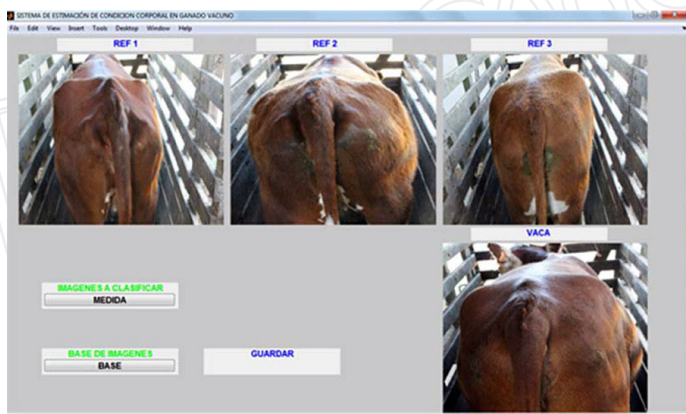 SISTEMA DE ESTIMACIÓN DE CONDICION CORPORAL EN GANADO VACUNO
File Edit View Insert Tools Desktop Window Help
REF 1 REF 2 REF 3
VACA
IMAGENES A CLASIFICAR
MEDIDA
BASE DE IMAGENES
BASE
GUARDAR